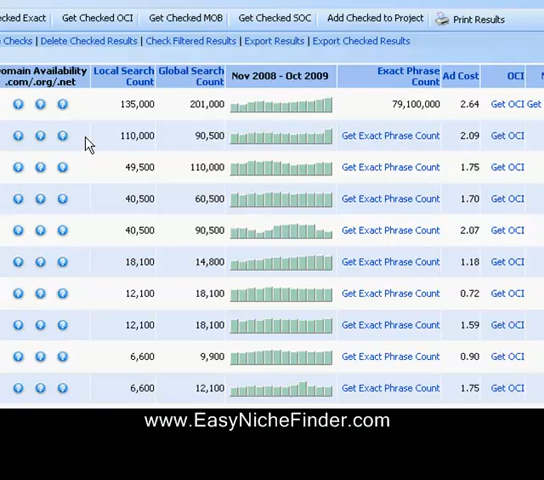 cked Exact Get Checked OCI Get Checked MOB Get Checked SOC Add Checked to Project Print Results
e Checks | Delete Checked Results | Check Filtered Results | Export Results | Export Checked Results
omain Availability .com/.org/.net Local Search Count Global Search Count Nov 2008 - Oct 2009 Exact Phrase Count Ad Cost OCI
135,000 201,000 79,100,000 2.64 Get OCI Get
110,000 90,500 Get Exact Phrase Count 2.09 Get OCI
49,500 110,000 Get Exact Phrase Count 1.75 Get OCI
40,500 60,500 Get Exact Phrase Count 1.70 Get OCI
40,500 90,500 Get Exact Phrase Count 2.07 Get OCI
18,100 14,800 Get Exact Phrase Count 1.18 Get OCI
12,100 18,100 Get Exact Phrase Count 0.72 Get OCI
12,100 18,100 Get Exact Phrase Count 1.59 Get OCI
6,600 9,900 Get Exact Phrase Count 0.90 Get OCI
6,600 12,100 Get Exact Phrase Count 1.75 Get OCI
www.EasyNicheFinder.com